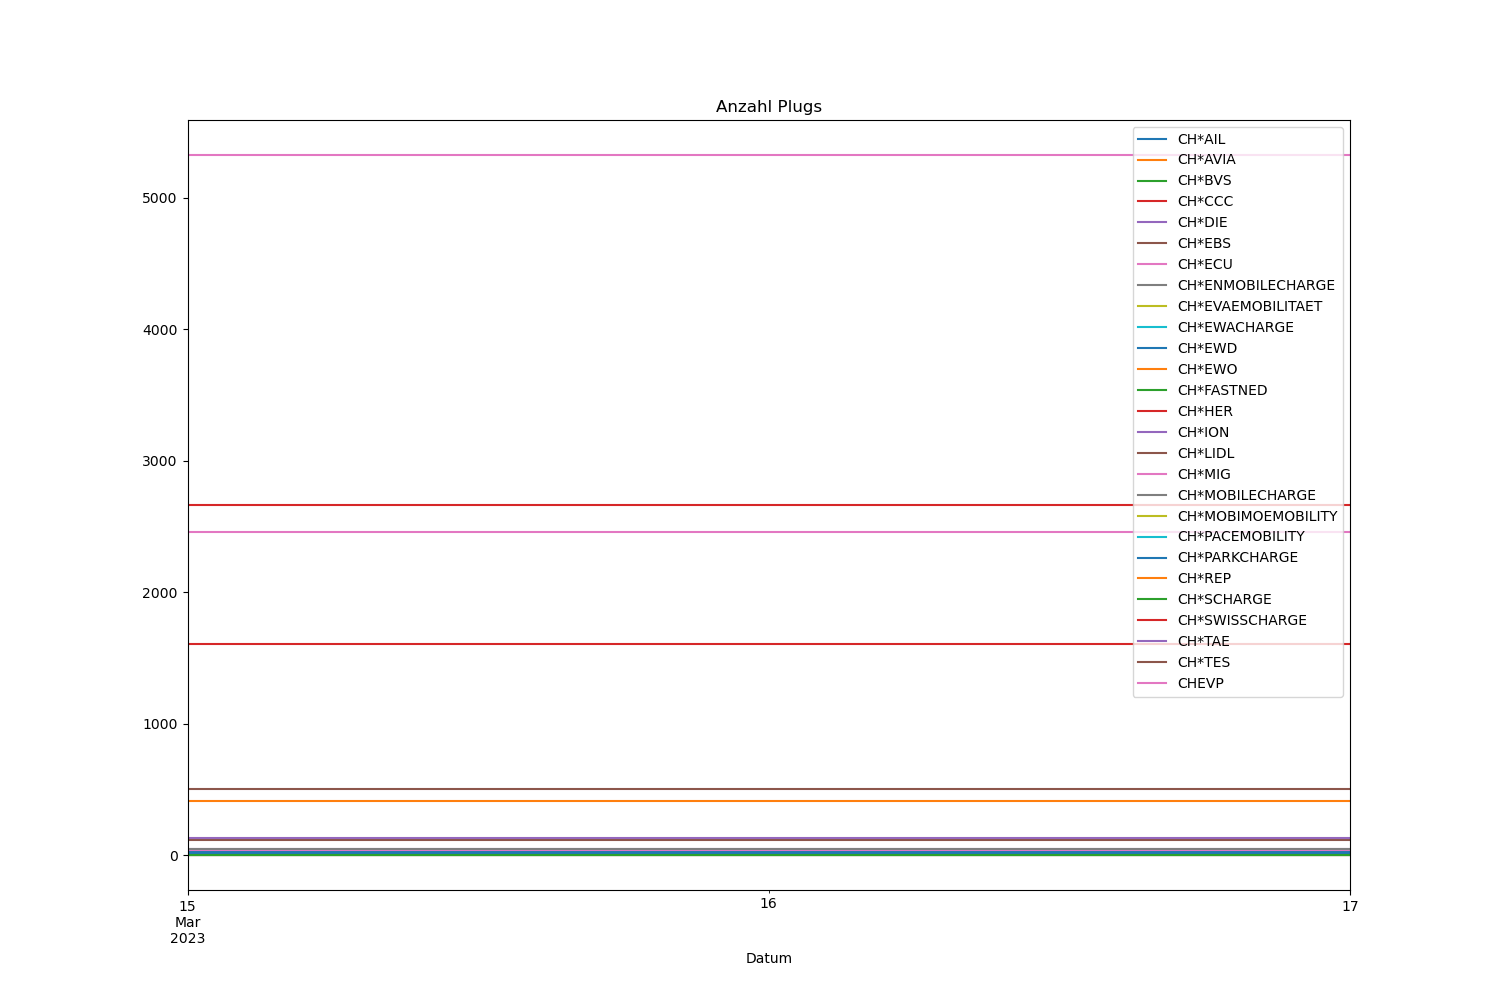 Anzahl Plugs
5000
4000
3000
2000
1000
0
15
Mar
2023
16
17
Datum
CH*AIL
CH*AVIA
CH*BVS
CH*CCC
CH*DIE
CH*EBS
CH*ECU
CH*ENMOBILECHARGE
CH*EVAEMOBILITAET
CH*EWACHARGE
CH*EWD
CH*EWO
CH*FASTNED
CH*HER
CH*ION
CH*LIDL
CH*MIG
CH*MOBILECHARGE
CH*MOBIMOEMOBILITY
CH*PACEMOBILITY
CH*PARKCHARGE
CH*REP
CH*SCHARGE
CH*SWISSCHARGE
CH*TAE
CH*TES
CHEVP